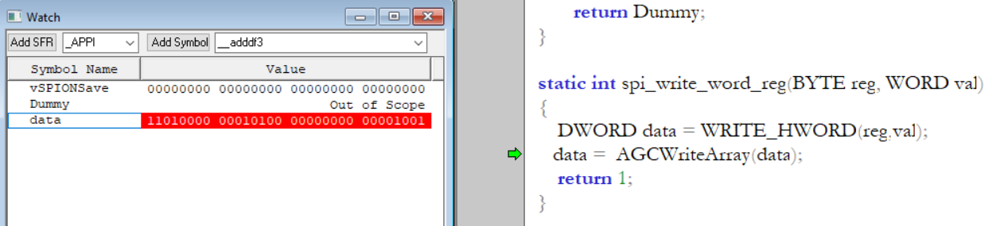 Watch
Add SFR _APPI Add Symbol __adddf3
Symbol Name Value
vSPIONSave 00000000 00000000 00000000 00000000
Dummy Out of Scope
data 11010000 00010100 00000000 00001001
return Dummy;
}
static int spi_write_word_reg(BYTE reg, WORD val)
{
DWORD data = WRITE_HWORD(reg,val);
data = AGCWriteArray(data);
return 1;
}